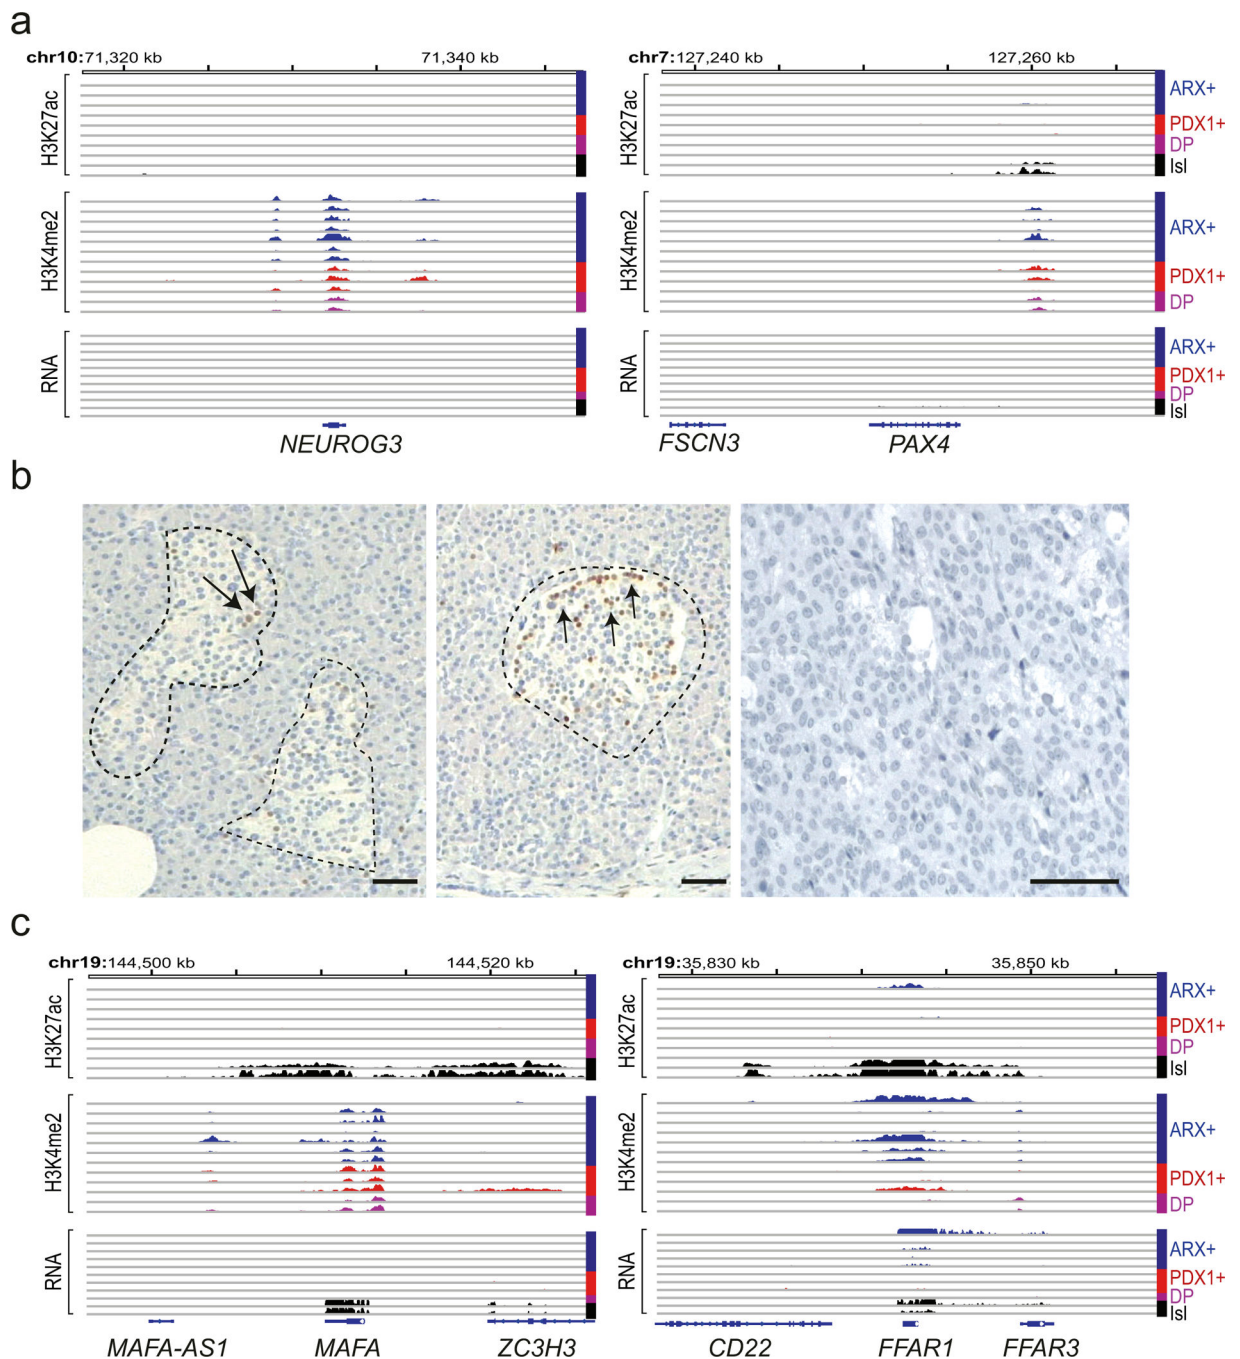 a
chr10:71,320 kb 71,340 kb
chr7: 127,240 kb 127,260 kb
H3K27ac
H3K27ac
ARX+
PDX1+
DP
Isl
H3K4me2
H3K4me2
ARX+
PDX1+
DP
RNA
RNA
ARX+
PDX1+
DP
Isl
NEUROG3
FSCN3 PAX4
b
c
chr19:144,500 kb 144,520 kb
chr19:35,830 kb 35,850 kb
H3K27ac
H3K27ac
ARX+
PDX1+
DP
Isl
H3K4me2
H3K4me2
ARX+
PDX1+
DP
RNA
RNA
ARX+
PDX1+
DP
Isl
MAFA-AS1 MAFA ZC3H3
CD22 FFAR1 FFAR3